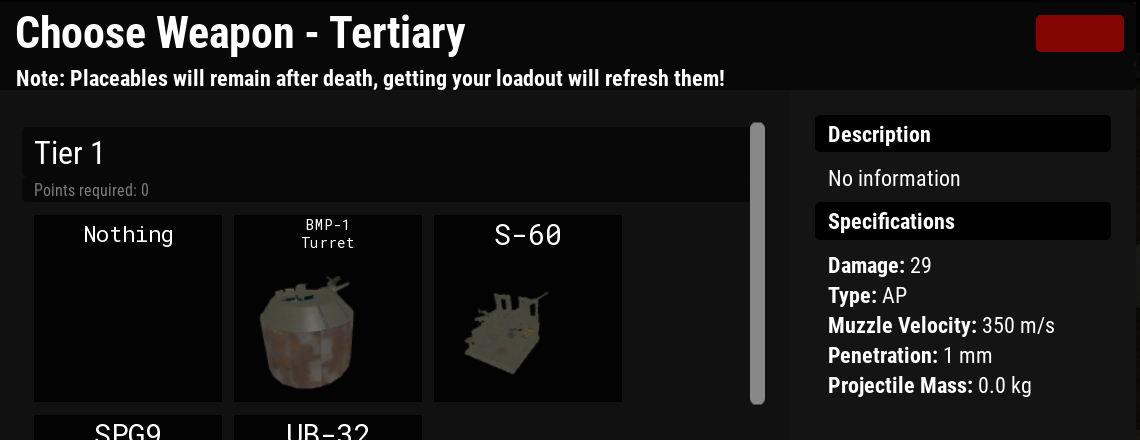 Choose Weapon - Tertiary
Note: Placeables will remain after death, getting your loadout will refresh them!
Tier 1
Points required: 0
Nothing
BMP-1
Turret
S-60
SPG9
UB-32
Description
No information
Specifications
Damage: 29
Type: AP
Muzzle Velocity: 350 m/s
Penetration: 1 mm
Projectile Mass: 0.0 kg